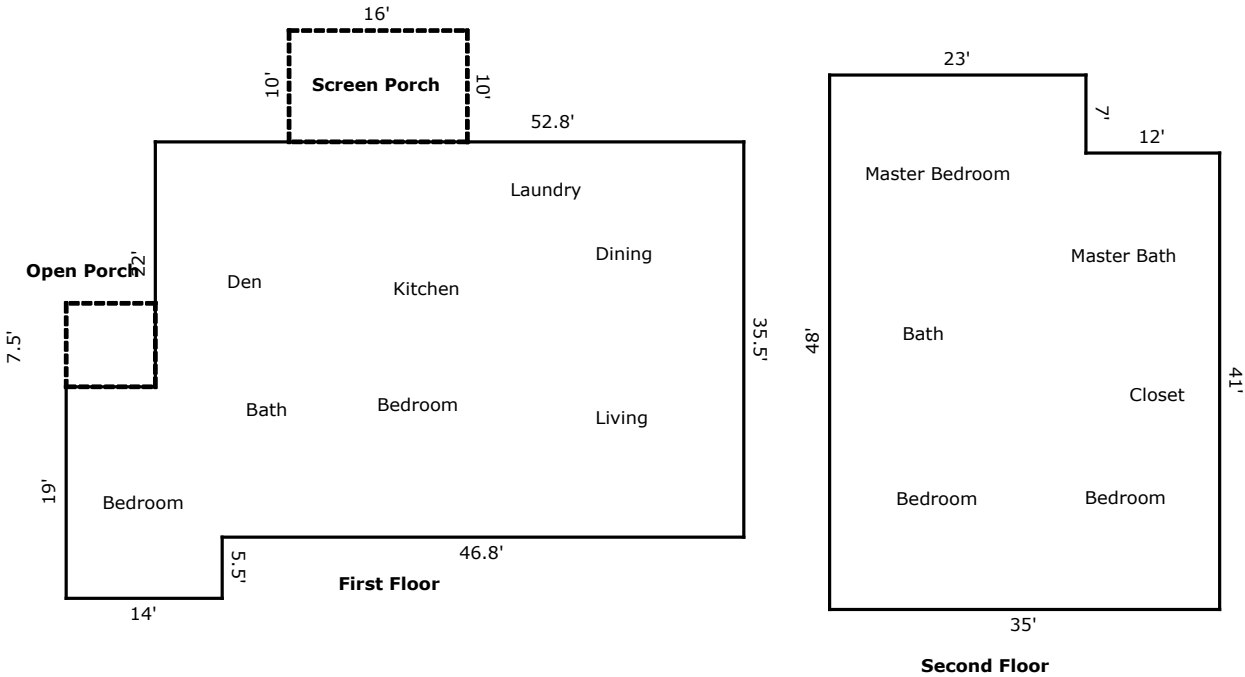 16'
10'
Screen Porch
10'
52.8'
Laundry
Dining
22'
Open Porch
Den
Kitchen
7.5'
35.5'
Bath
Bedroom
Living
19'
Bedroom
5.5'
46.8'
First Floor
14'
23'
7'
12'
Master Bedroom
Master Bath
48'
Bath
41'
Closet
Bedroom
Bedroom
35'
Second Floor